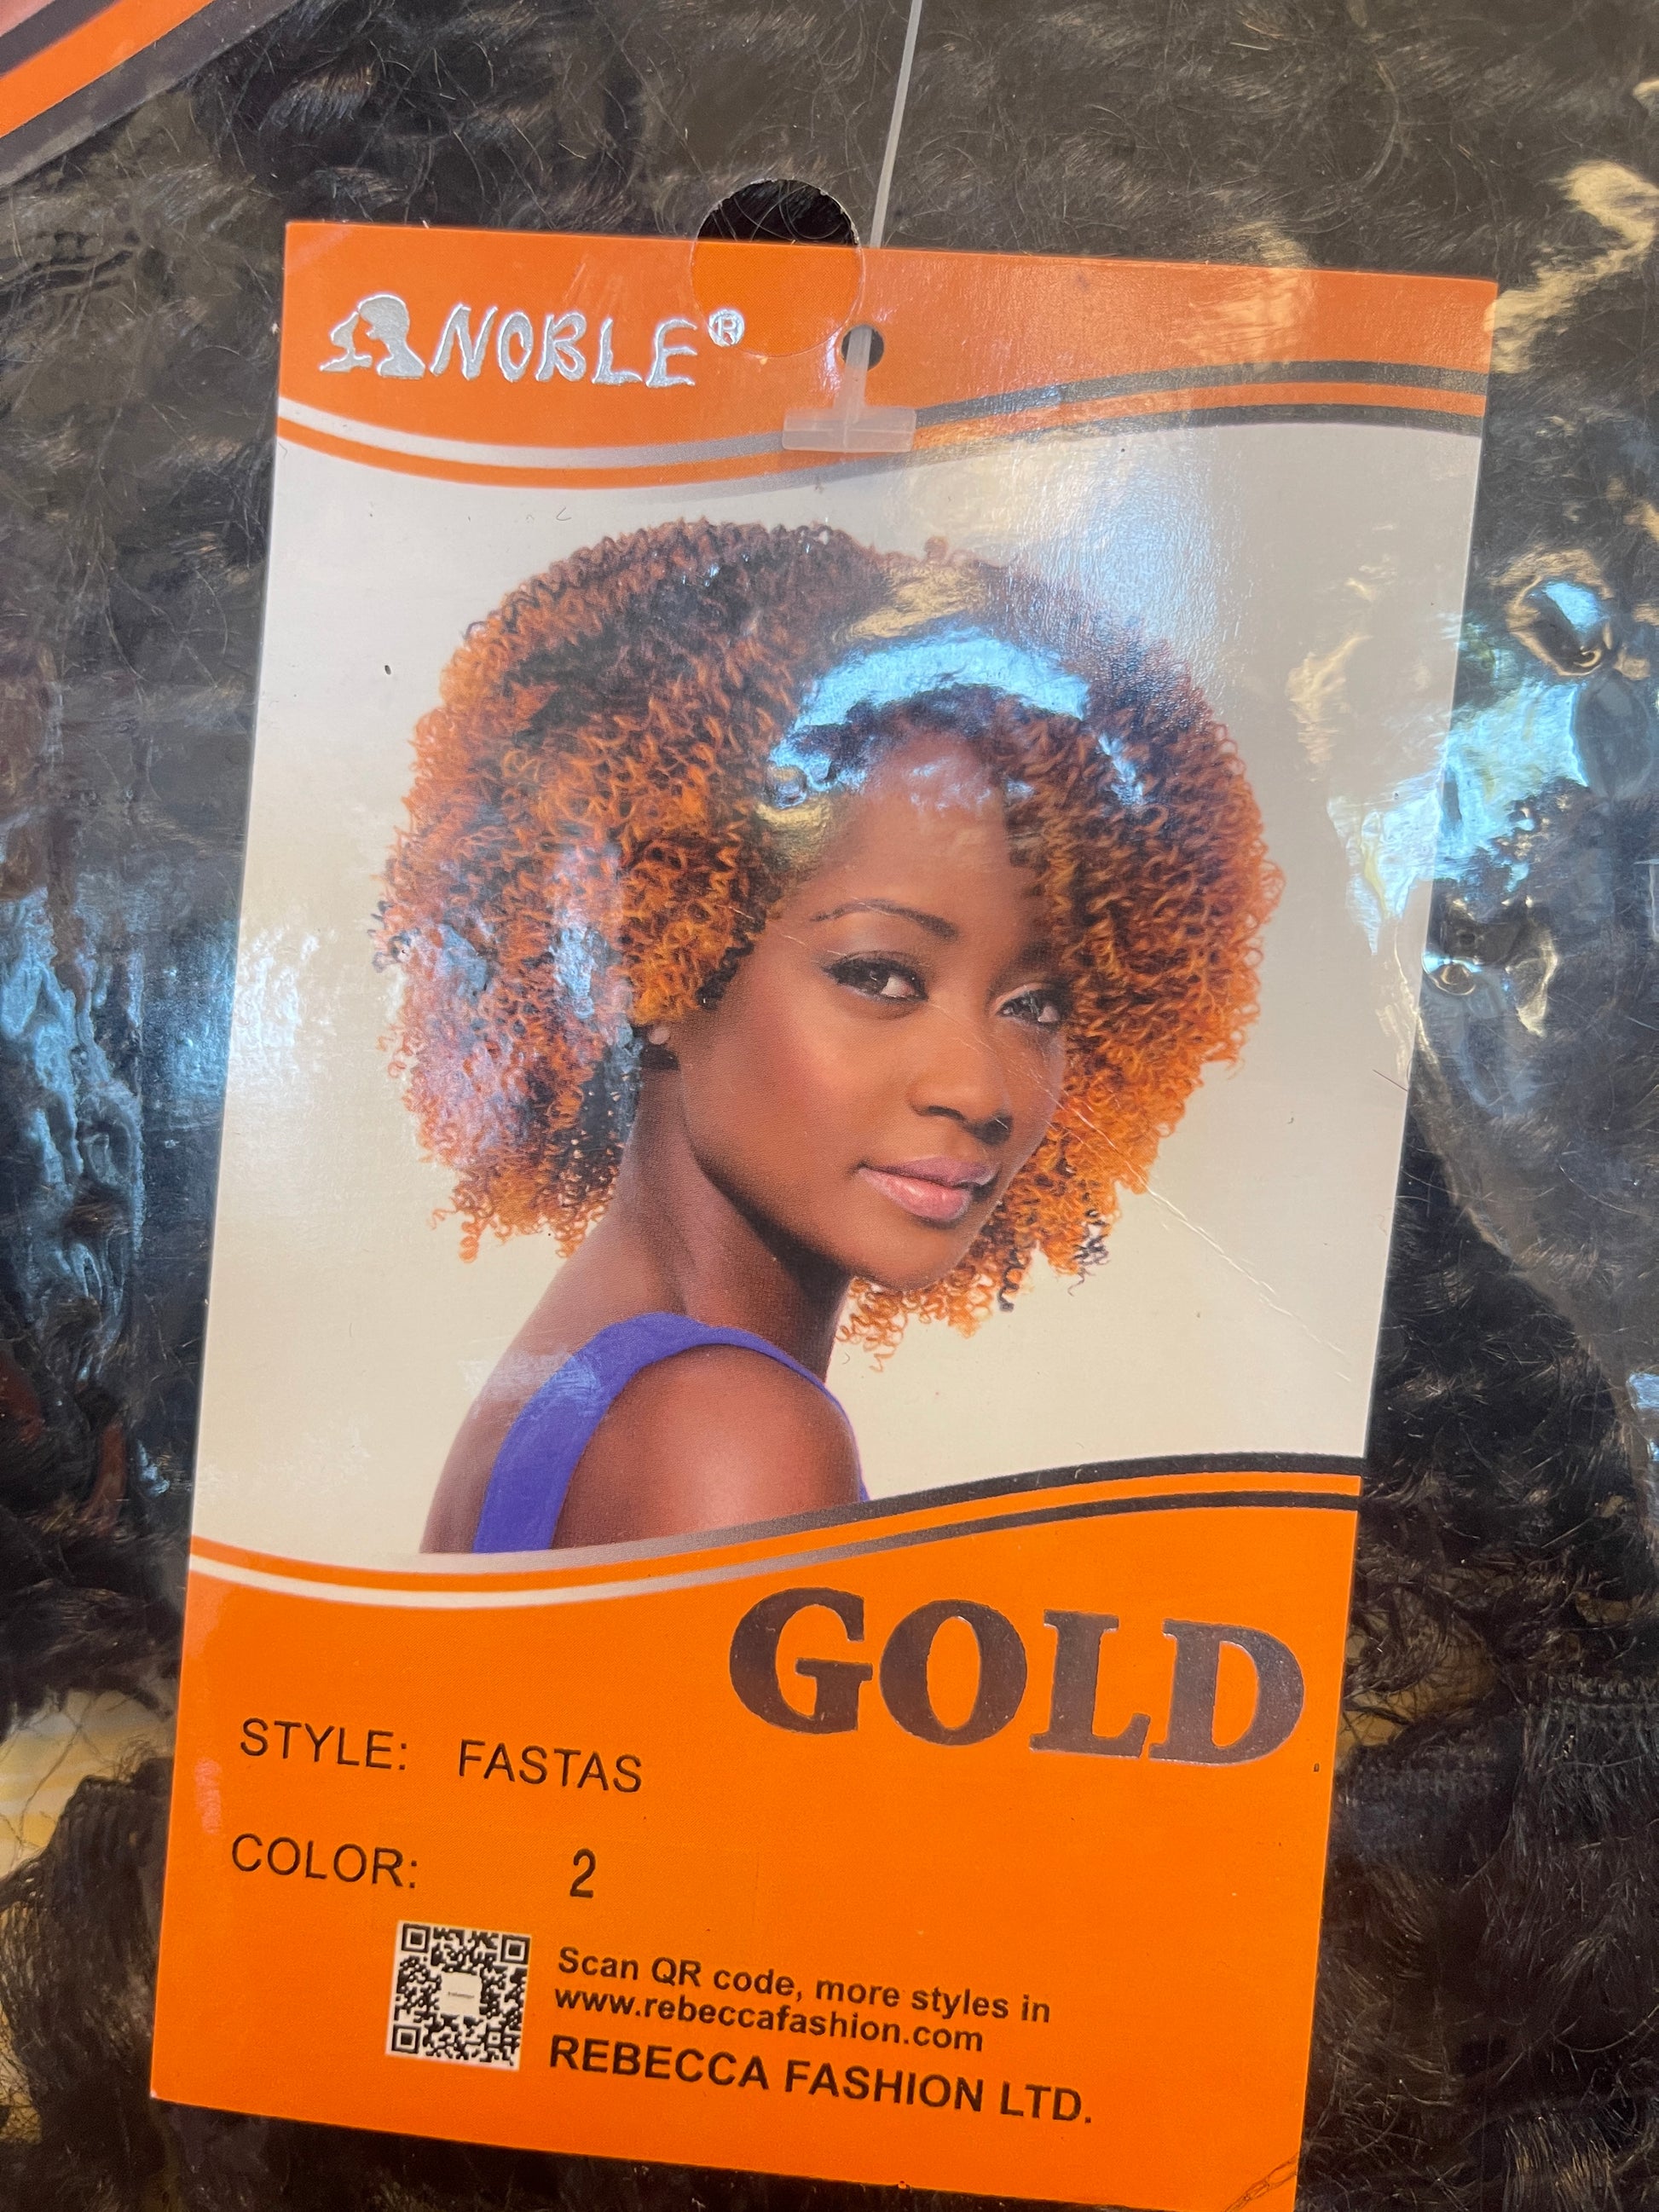 NOBLE®
GOLD
STYLE: FASTAS
COLOR: 2
Scan QR code, more styles in
www.rebeccafashion.com
REBECCA FASHION LTD.